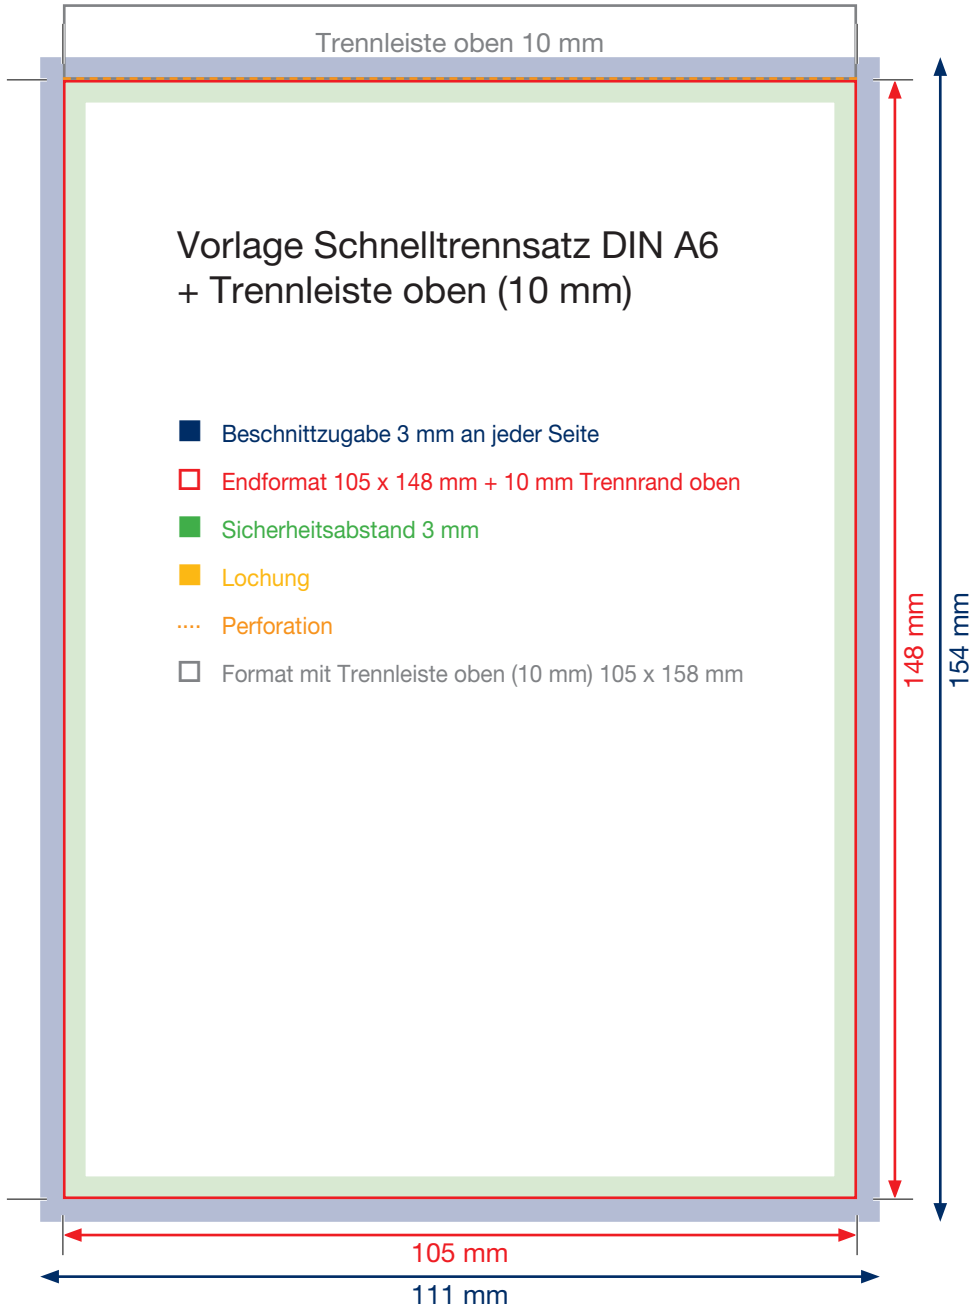 Trennleiste oben 10 mm
Vorlage Schnelltrennsatz DIN A6
+ Trennleiste oben (10 mm)
Beschnittzugabe 3 mm an jeder Seite
Endformat 105 x 148 mm + 10 mm Trennrand oben
Sicherheitsabstand 3 mm
Lochung
Perforation
Format mit Trennleiste oben (10 mm) 105 x 158 mm
148 mm
154 mm
105 mm
111 mm